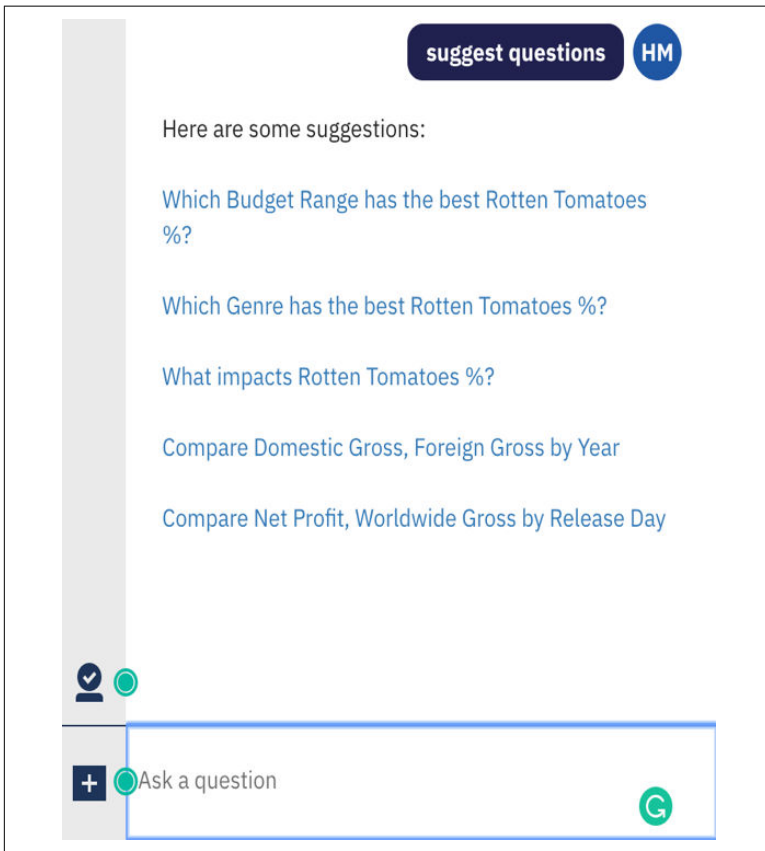 suggest questions
HM
Here are some suggestions:
Which Budget Range has the best Rotten Tomatoes
%?
Which Genre has the best Rotten Tomatoes %?
What impacts Rotten Tomatoes %?
Compare Domestic Gross, Foreign Gross by Year
Compare Net Profit, Worldwide Gross by Release Day
Ask a question